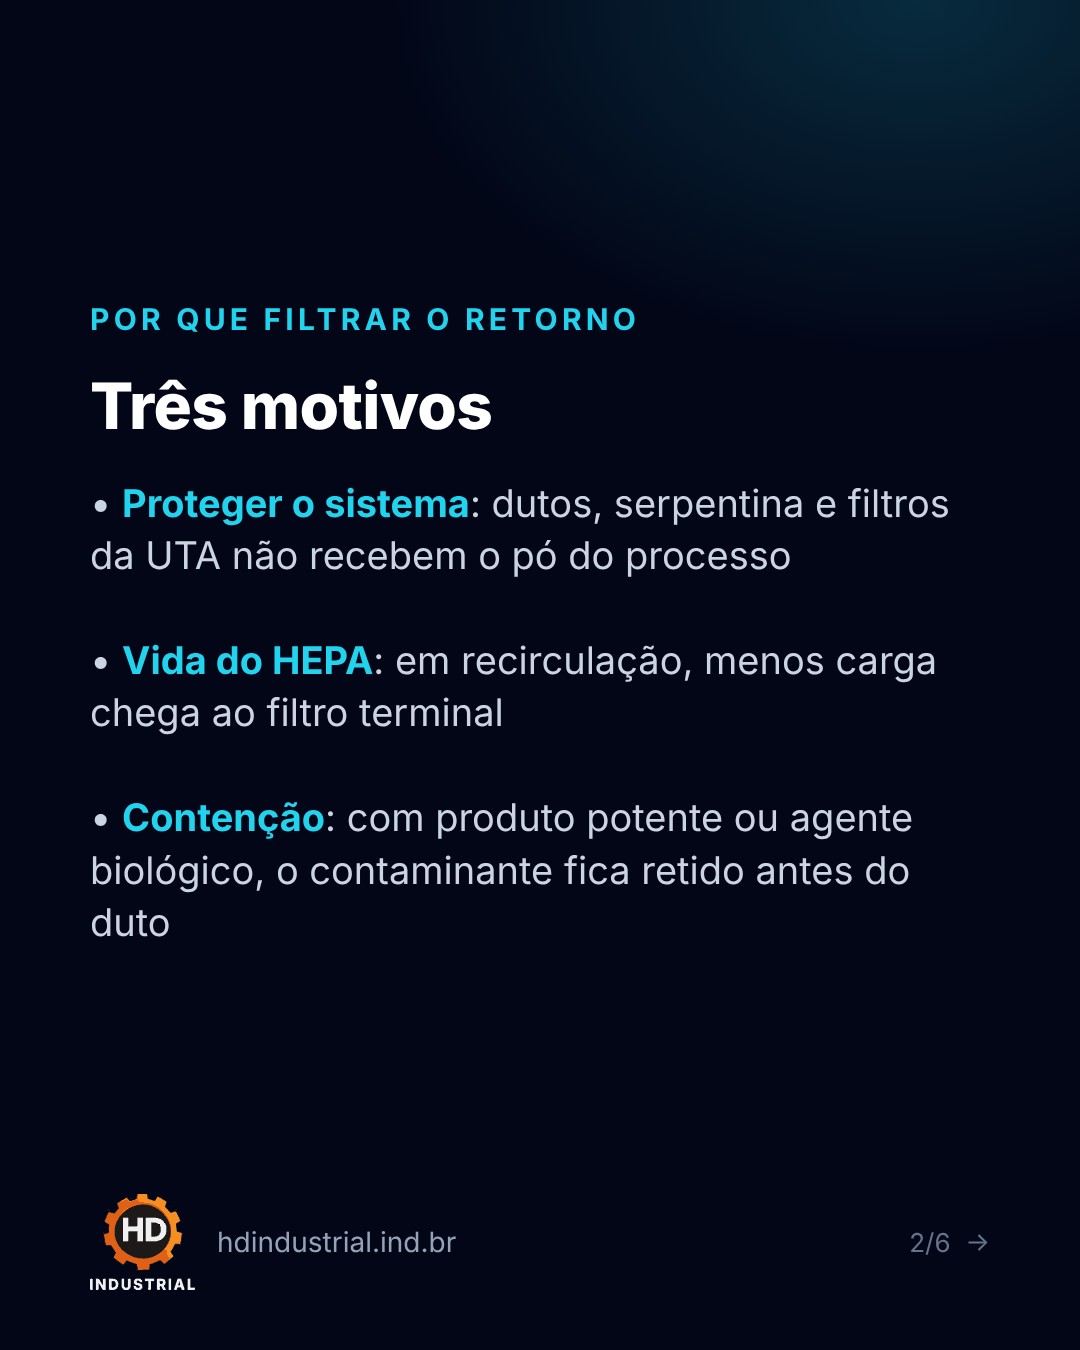 POR QUE FILTRAR O RETORNO
Três motivos
• Proteger o sistema: dutos, serpentina e filtros
da UTA não recebem o pó do processo
• Vida do HEPA: em recirculação, menos carga
chega ao filtro terminal
• Contenção: com produto potente ou agente
biológico, o contaminante fica retido antes do
duto
HD
INDUSTRIAL
hdindustrial.ind.br
2/6 →